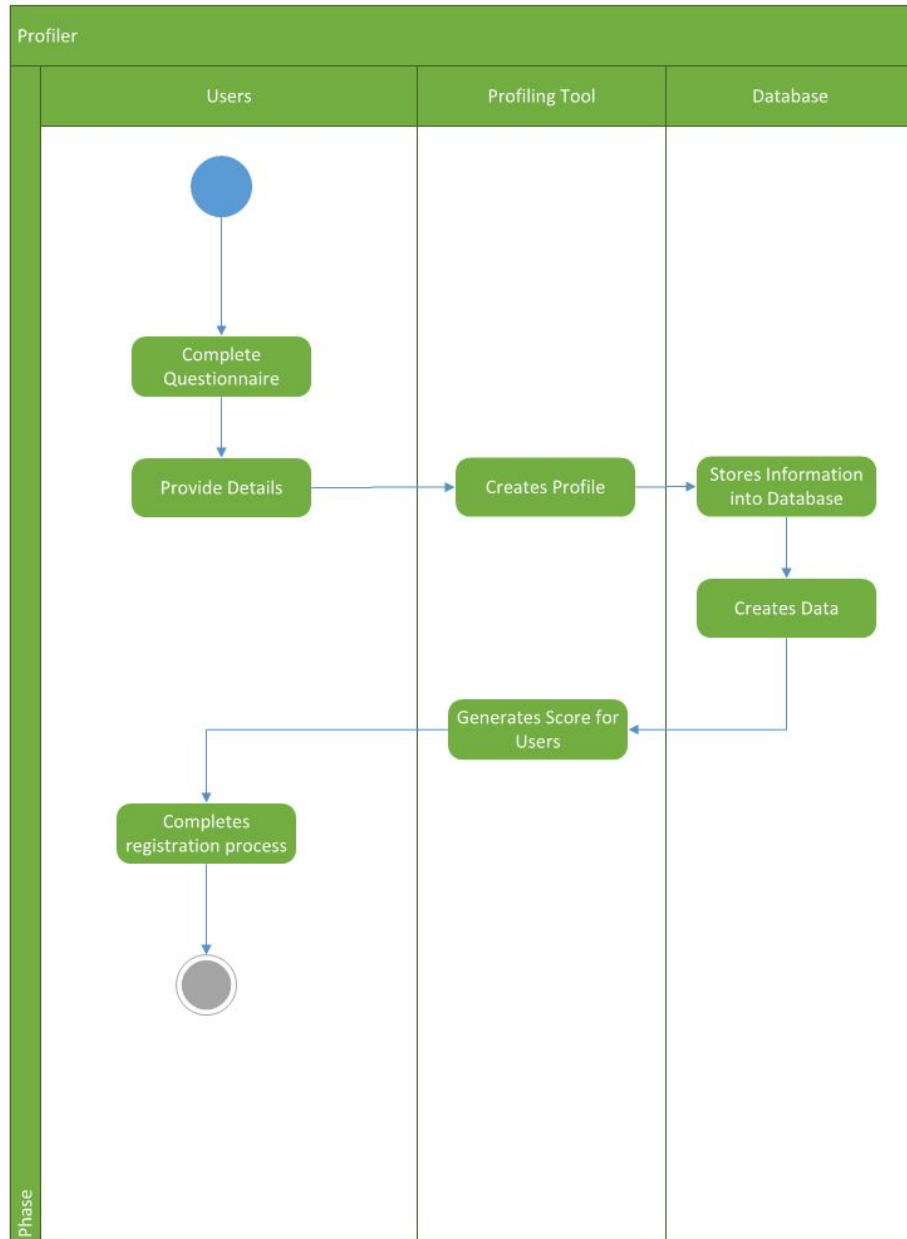 Profiler
Users
Profiling Tool
Database
Complete
Questionnaire
Provide Details
Creates Profile
Stores Information
into Database
Creates Data
Generates Score for
Users
Completes
registration process
Phase